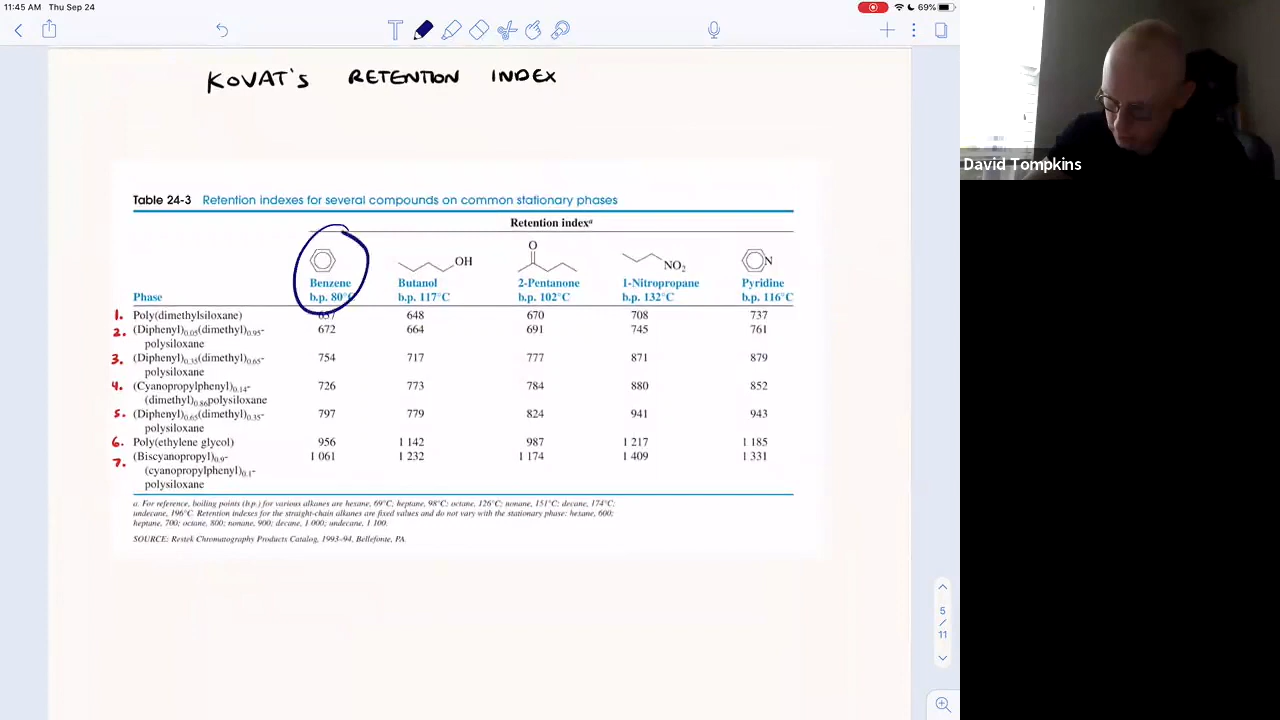 11:45 AM Thu Sep 24
69%
KOVAT'S RETENTION INDEX
David Tompkins
Table 24-3 Retention indexes for several compounds on common stationary phases
Retention indexᵃ
O
OH
NO₂
N
Benzene Butanol 2-Pentanone 1-Nitropropane Pyridine
Phase b.p. 80°C b.p. 117°C b.p. 102°C b.p. 132°C b.p. 116°C
1. Poly(dimethylsiloxane) 648 670 708 737
2. (Diphenyl)₀.₀₅(dimethyl)₀.₉₅- 672 664 691 745 761
polysiloxane
3. (Diphenyl)₀.₃₅(dimethyl)₀.₆₅- 754 717 777 871 879
polysiloxane
4. (Cyanopropylphenyl)₀.₁₄- 726 773 784 880 852
(dimethyl)₀.₈₆polysiloxane
5. (Diphenyl)₀.₆₅(dimethyl)₀.₃₅- 797 779 824 941 943
polysiloxane
6. Poly(ethylene glycol) 956 1 142 987 1 217 1 185
7. (Biscyanopropyl)₀.₉- 1 061 1 232 1 174 1 409 1 331
(cyanopropylphenyl)₀.₁-
polysiloxane
a. For reference, boiling points (b.p.) for various alkanes are hexane, 69°C; heptane, 98°C; octane, 126°C; nonane, 151°C; decane, 174°C;
undecane, 196°C. Retention indexes for the straight-chain alkanes are fixed values and do not vary with the stationary phase: hexane, 600;
heptane, 700; octane, 800; nonane, 900; decane, 1 000; undecane, 1 100.
SOURCE: Restek Chromatography Products Catalog, 1993–94, Bellefonte, PA.
5
/
11